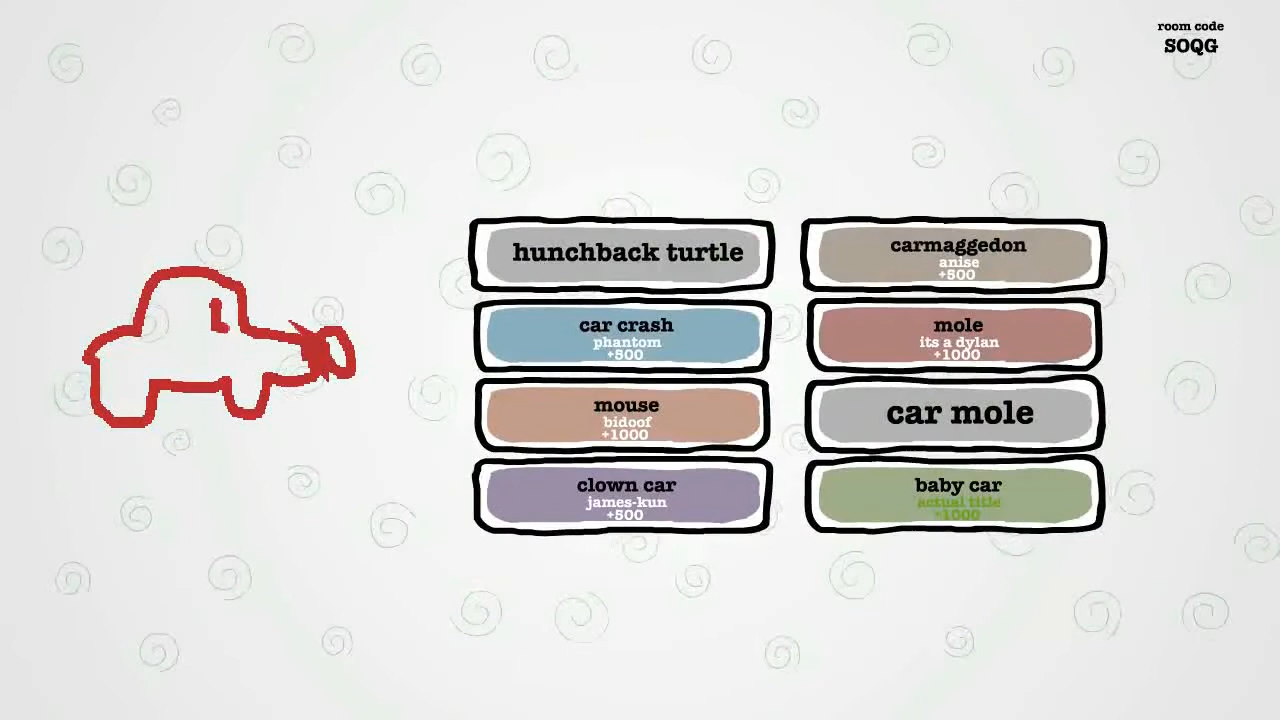 room code
SOQG
hunchback turtle
carmaggedon
anise
+500
car crash
phantom
+500
mole
its a dylan
+1000
mouse
bidoof
+1000
car mole
clown car
james-kun
+500
baby car
actual title
+1000